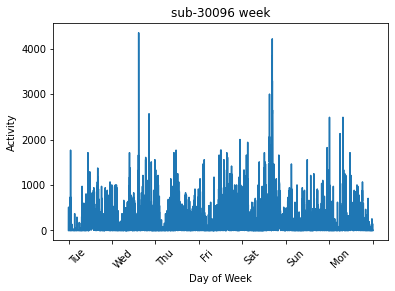 sub-30096 week
4000
3000
2000
1000
0
Activity
Tue
Wed
Thu
Fri
Sat
Sun
Mon
Day of Week